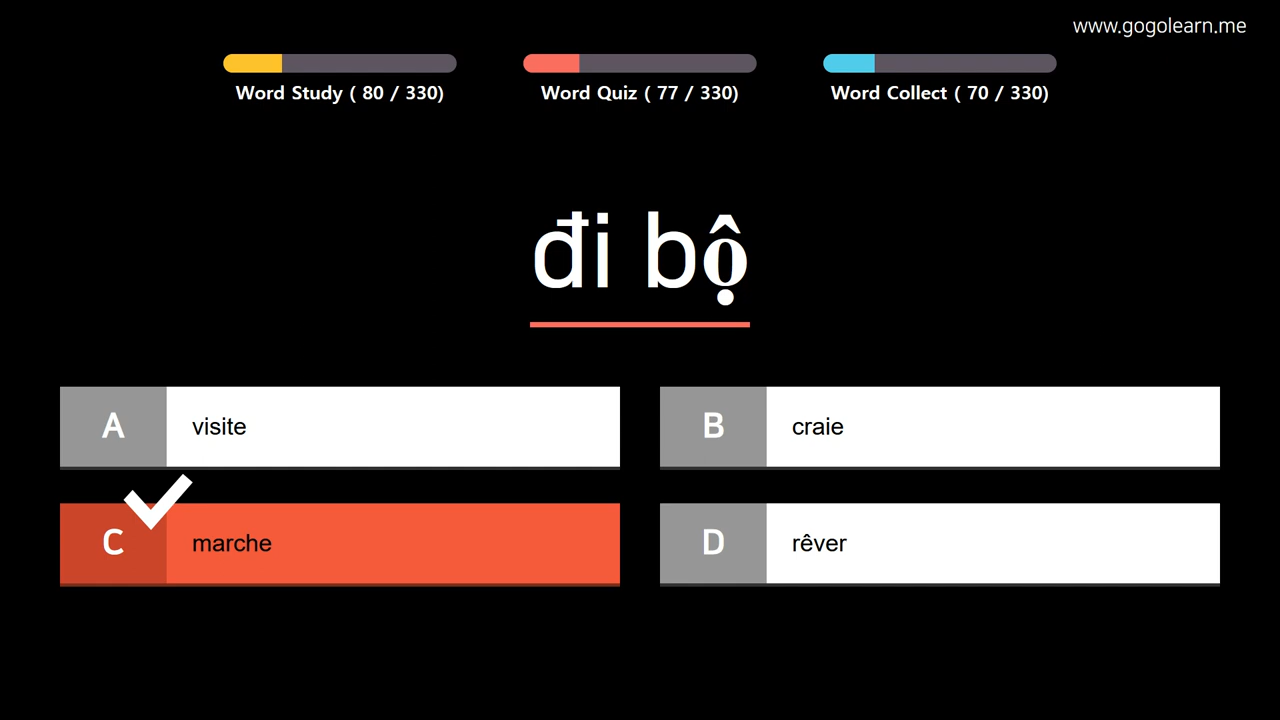 www.gogolearn.me
Word Study ( 80 / 330)
Word Quiz ( 77 / 330)
Word Collect ( 70 / 330)
đi bộ
A visite
B craie
C marche
D rêver